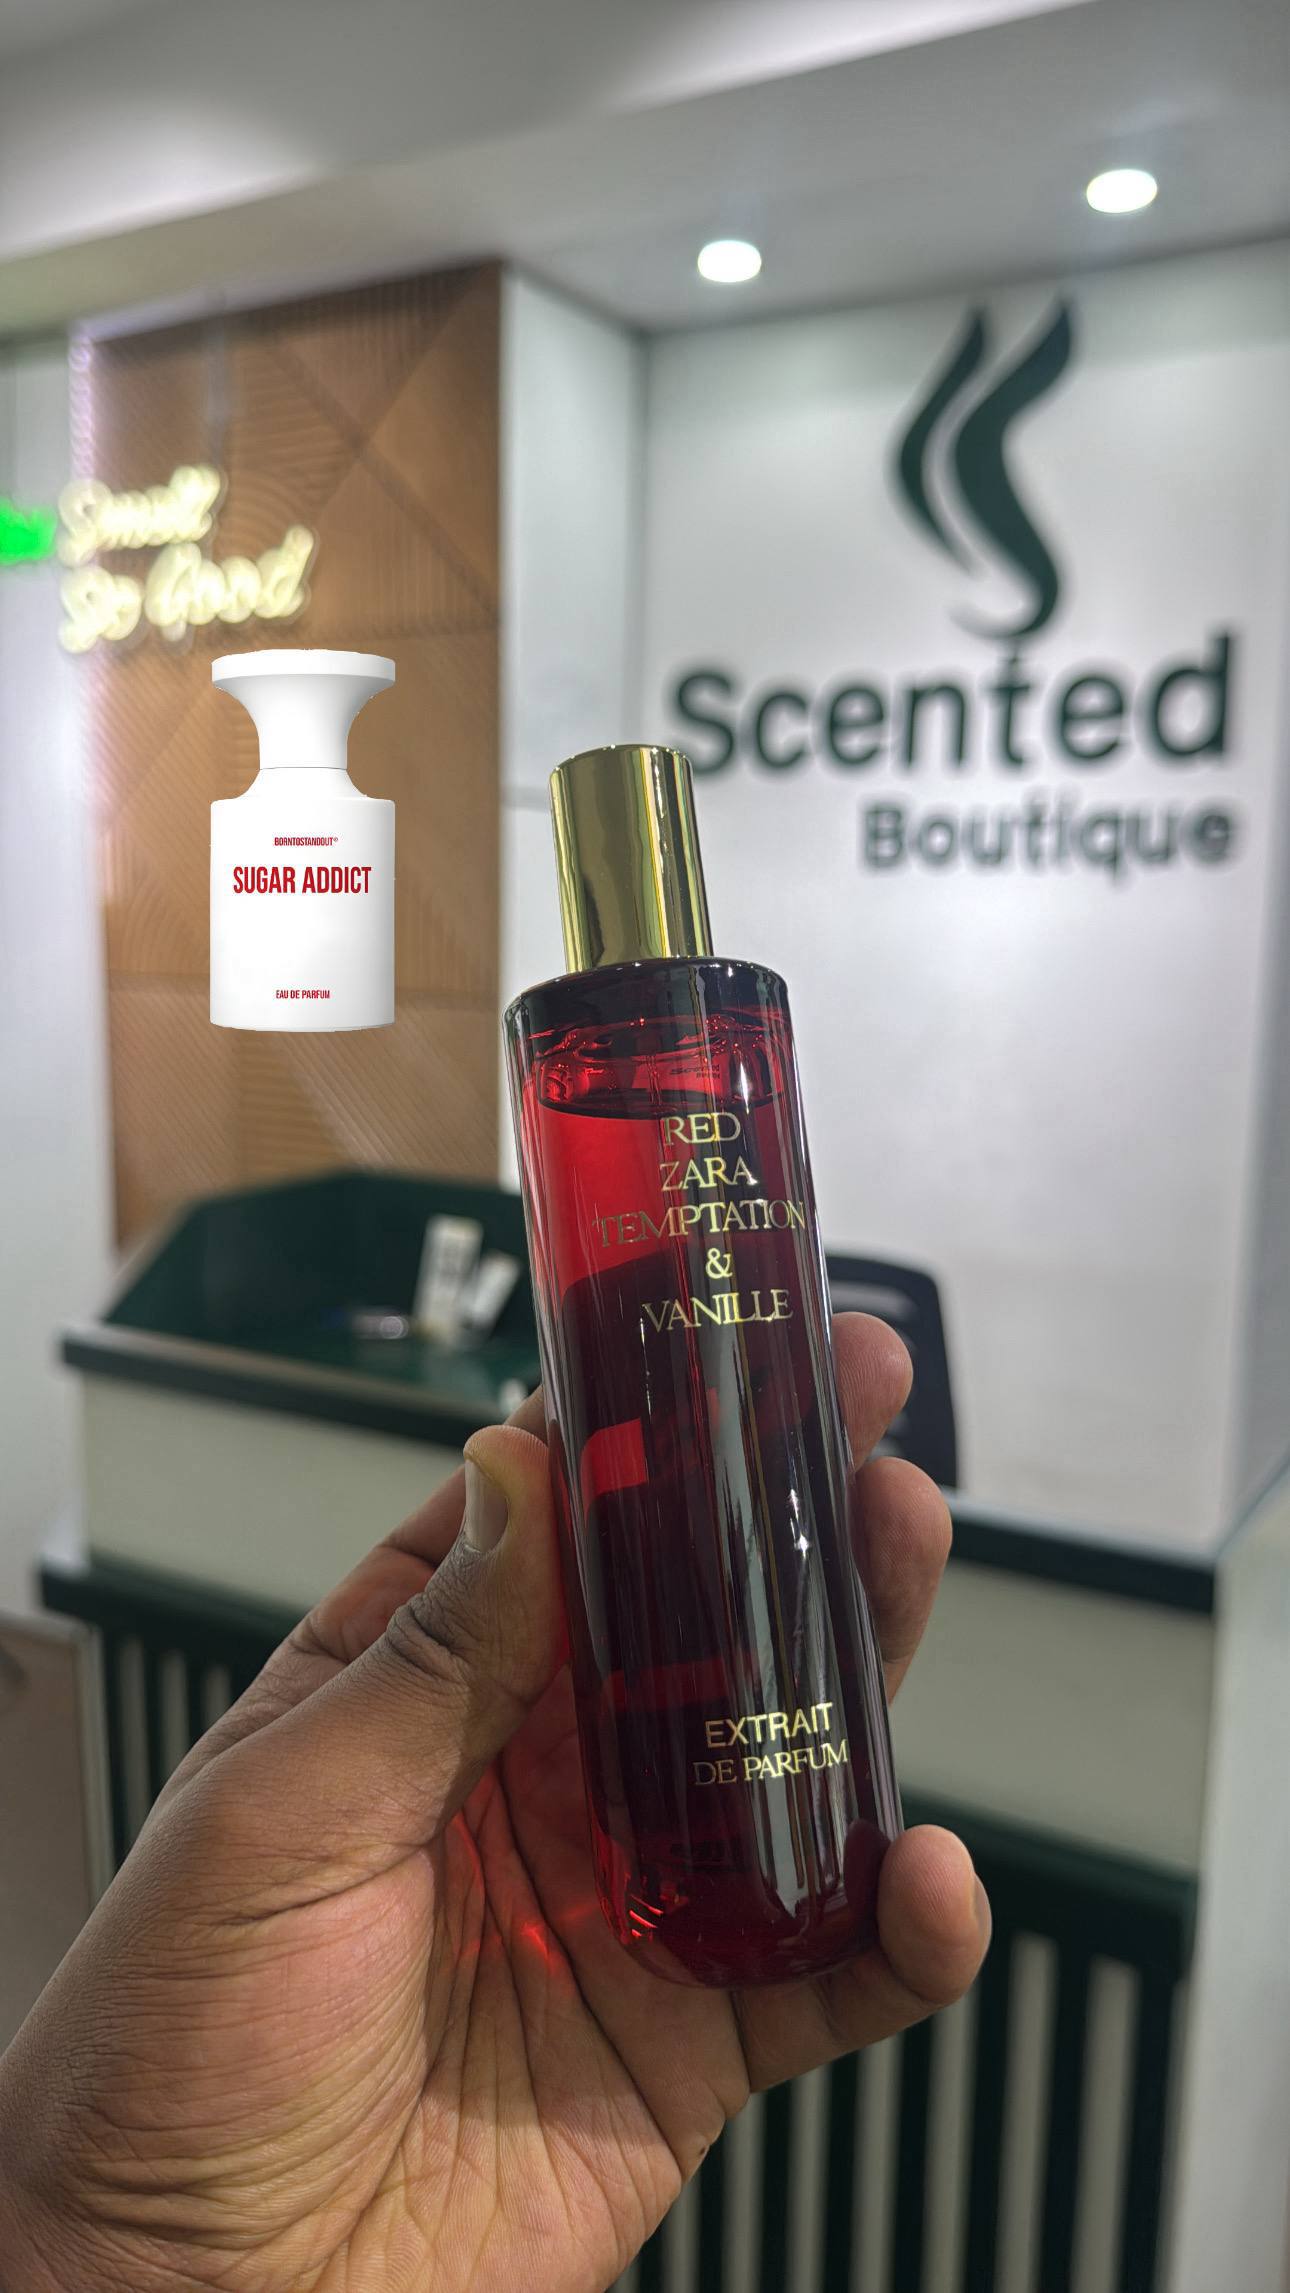 Smell
So Good
Scented
Boutique
BORNTOSTANDOUT®
SUGAR ADDICT
EAU DE PARFUM
RED
ZARA
TEMPTATION
&
VANILLE
EXTRAIT
DE PARFUM